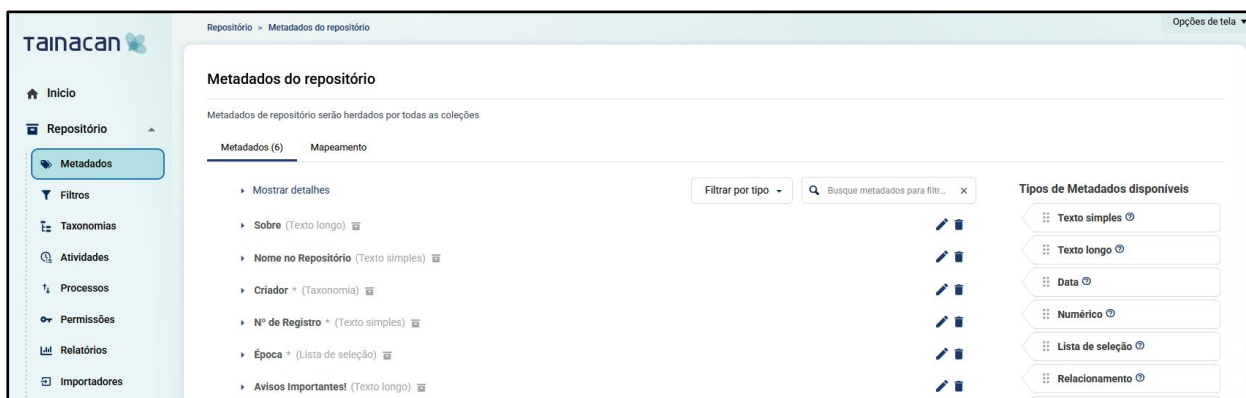 Tainacan
Início
Repositório
Metadados
Filtros
Taxonomias
Atividades
Processos
Permissões
Relatórios
Importadores
Repositório > Metadados do repositório
Opções de tela
Metadados do repositório
Metadados de repositório serão herdados por todas as coleções
Metadados (6) Mapeamento
Mostrar detalhes
Filtrar por tipo
Busque metadados para filtr...
Sobre (Texto longo)
Nome no Repositório (Texto simples)
Criador * (Taxonomia)
Nº de Registro * (Texto simples)
Época * (Lista de seleção)
Avisos Importantes! (Texto longo)
Tipos de Metadados disponíveis
Texto simples
Texto longo
Data
Numérico
Lista de seleção
Relacionamento